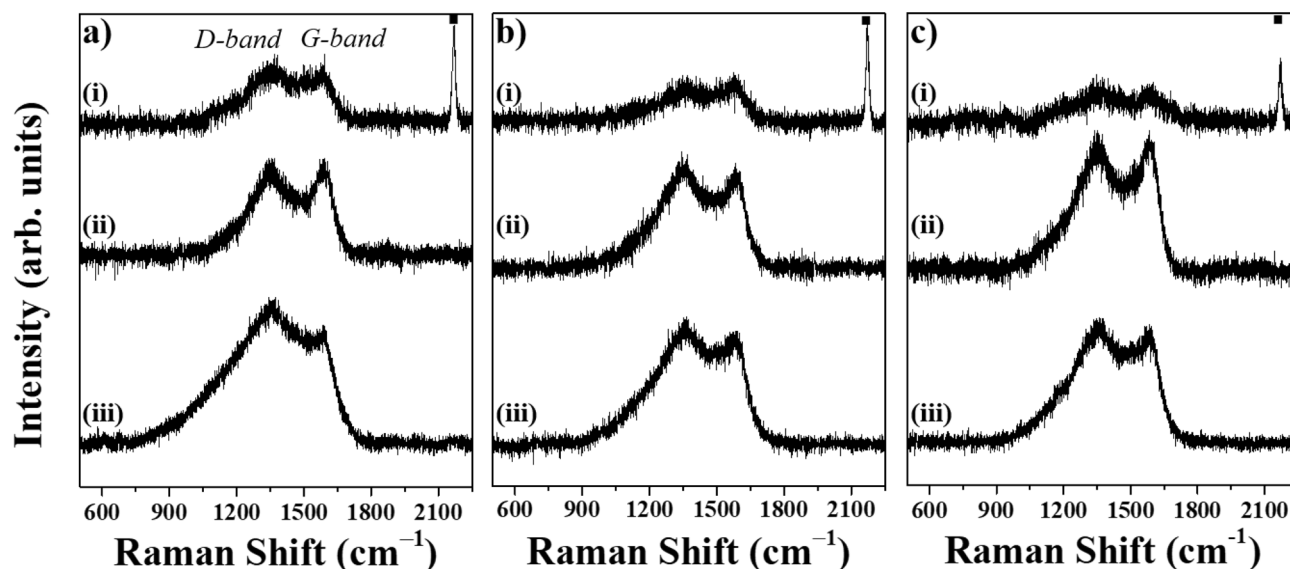 a)
D-band G-band
(i)
(ii)
(iii)
b)
(i)
(ii)
(iii)
c)
(i)
(ii)
(iii)
Intensity (arb. units)
600 900 1200 1500 1800 2100
600 900 1200 1500 1800 2100
600 900 1200 1500 1800 2100
Raman Shift (cm⁻¹)
Raman Shift (cm⁻¹)
Raman Shift (cm⁻¹)